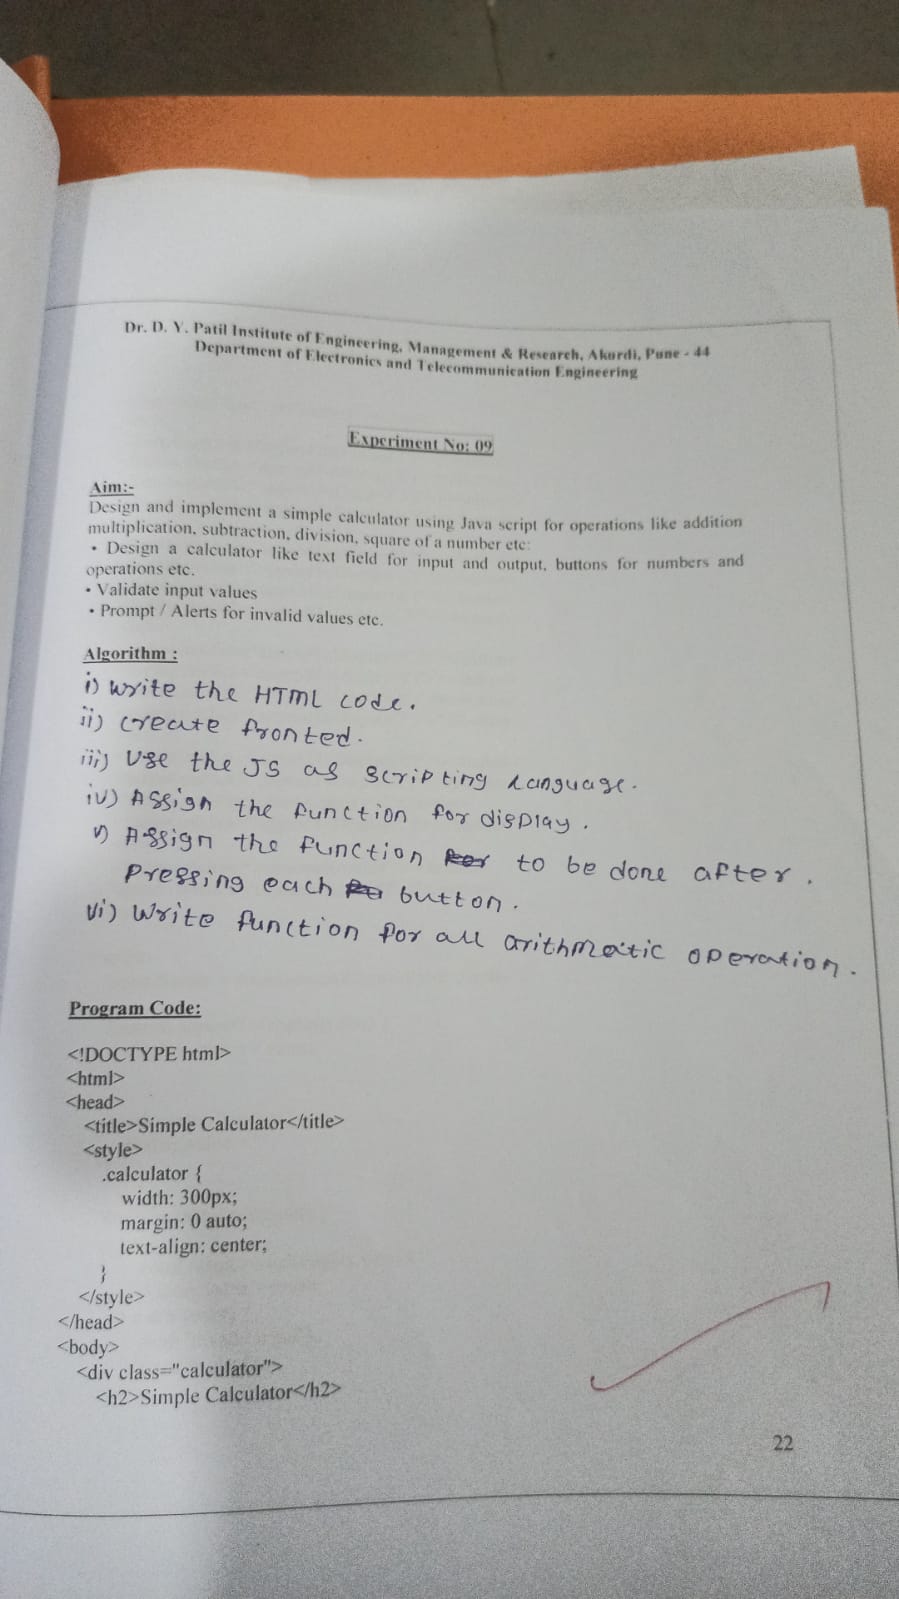 Dr. D. Y. Patil Institute of Engineering, Management & Research, Akurdi, Pune - 44
Department of Electronics and Telecommunication Engineering
Experiment No: 09
Aim:-
Design and implement a simple calculator using Java script for operations like addition
multiplication, subtraction, division, square of a number etc:
• Design a calculator like text field for input and output, buttons for numbers and
operations etc.
• Validate input values
• Prompt / Alerts for invalid values etc.
Algorithm :
i) Write the HTML code.
ii) Create fronted.
iii) Use the JS as scripting language.
iv) Assign the function for display.
v) Assign the function to be done after.
Pressing each button.
vi) Write function for all arithmatic operation.
Program Code:
<!DOCTYPE html>
<html>
<head>
<title>Simple Calculator</title>
<style>
.calculator {
width: 300px;
margin: 0 auto;
text-align: center;
}
</style>
</head>
<body>
<div class="calculator">
<h2>Simple Calculator</h2>
22